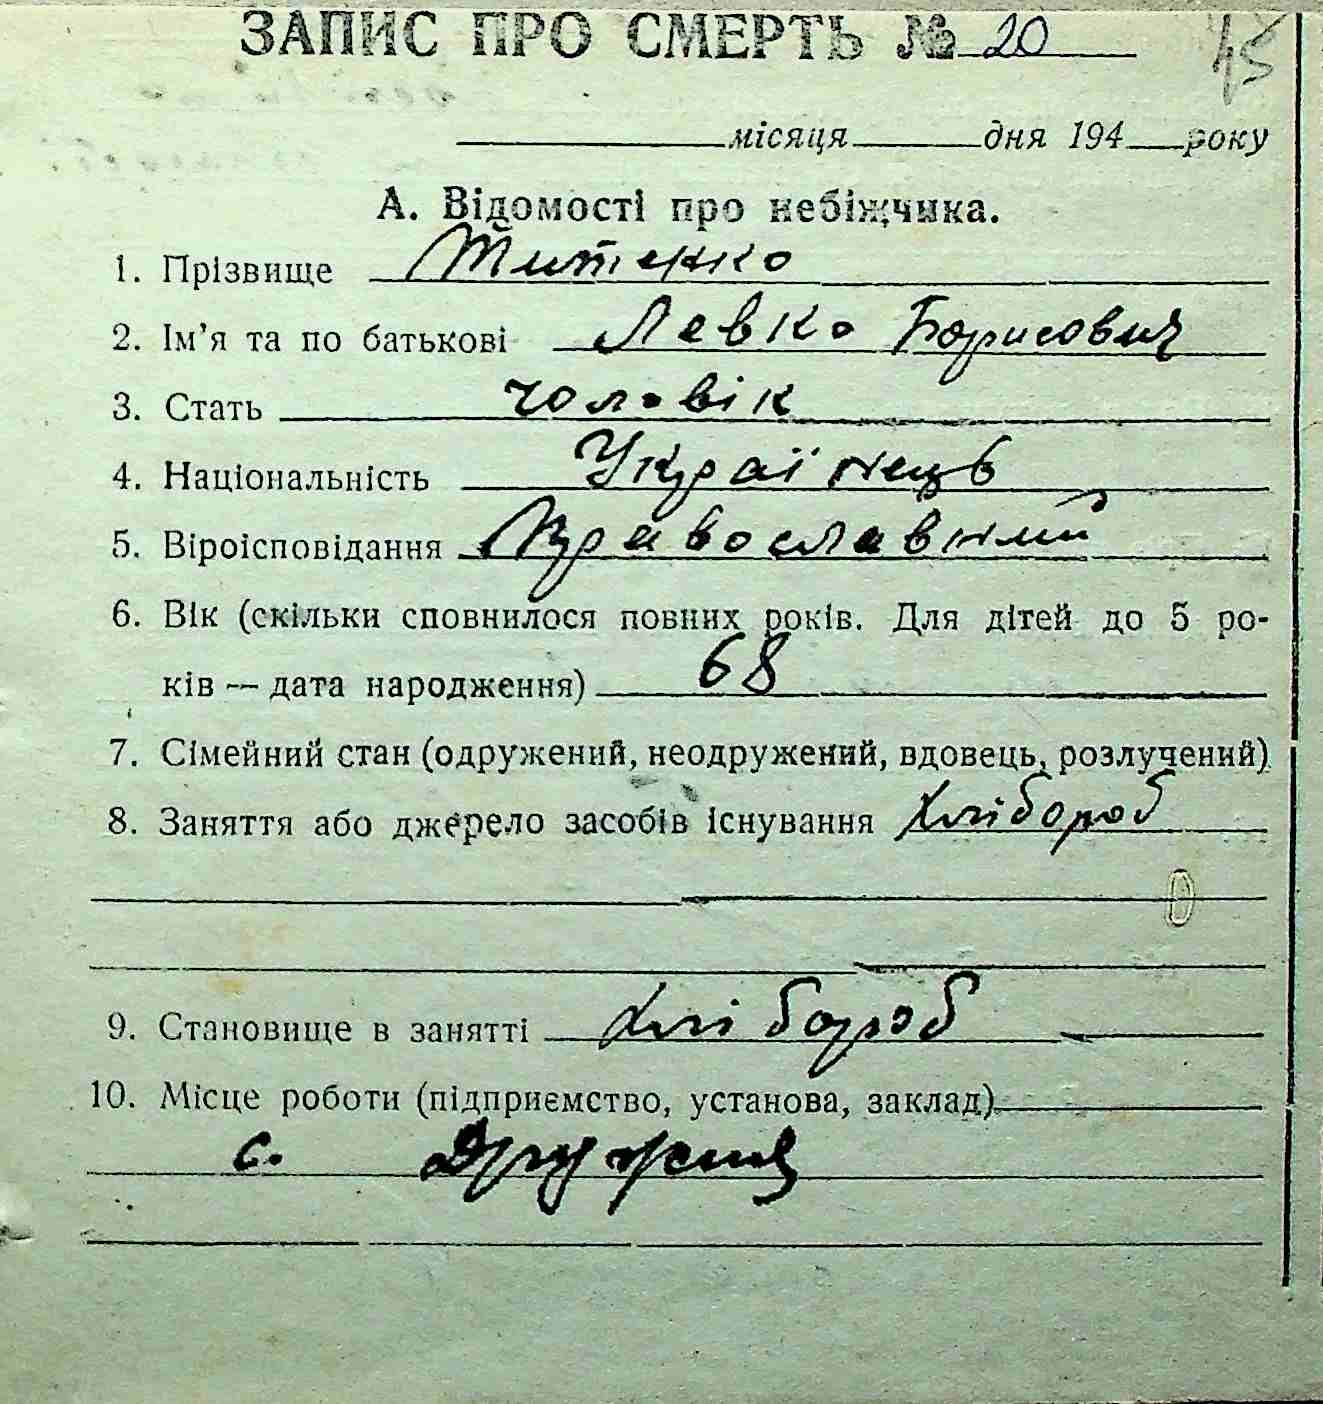 ЗАПИС ПРО СМЕРТЬ № 20
місяця дня 194 року
А. Відомості про небіжчика.
1. Прізвище Титенко
2. Ім'я та по батькові Левко Борисович
3. Стать чоловік
4. Національність Українець
5. Віроісповідання Православний
6. Вік (скільки сповнилося повних років. Для дітей до 5 ро-
ків — дата народження) 68
7. Сімейний стан (одружений, неодружений, вдовець, розлучений)
8. Заняття або джерело засобів існування хлібороб
9. Становище в занятті хлібороб
10. Місце роботи (підприємство, установа, заклад)
с.